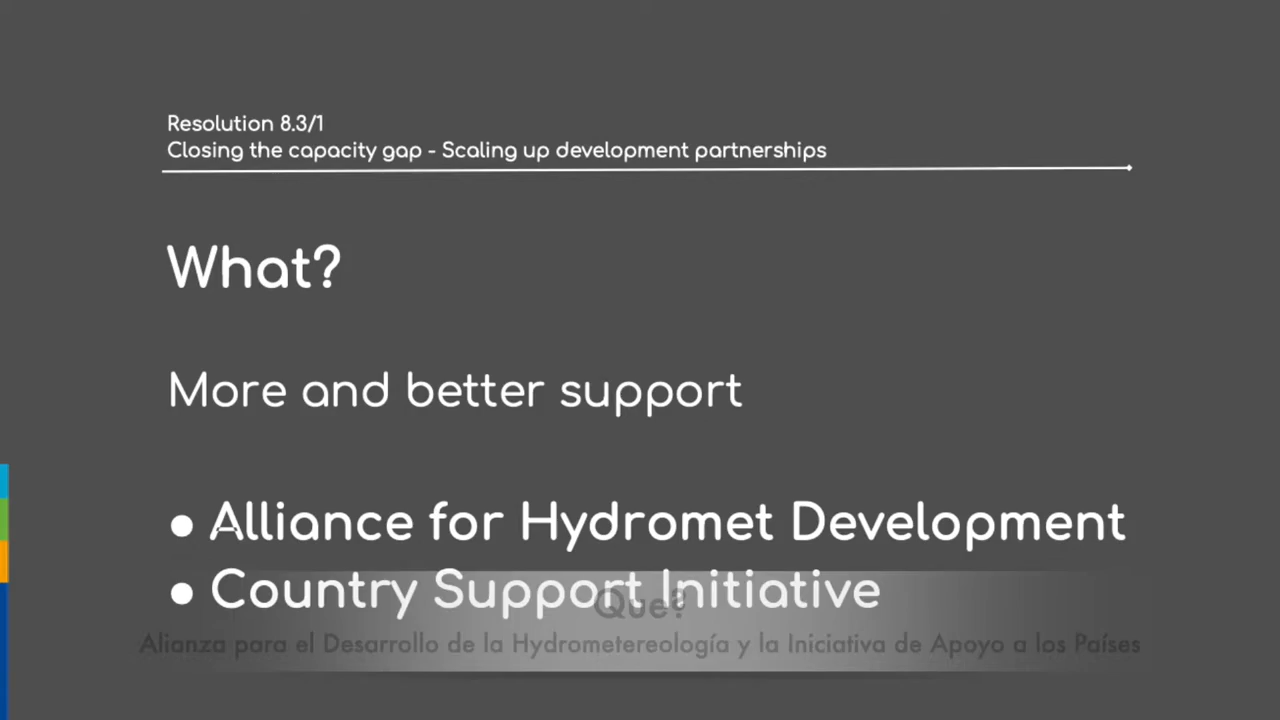 Resolution 8.3/1
Closing the capacity gap - Scaling up development partnerships
What?
More and better support
● Alliance for Hydromet Development
● Country Support Initiative
Que?
Alianza para el Desarrollo de la Hydrometereología y la Iniciativa de Apoyo a los Países